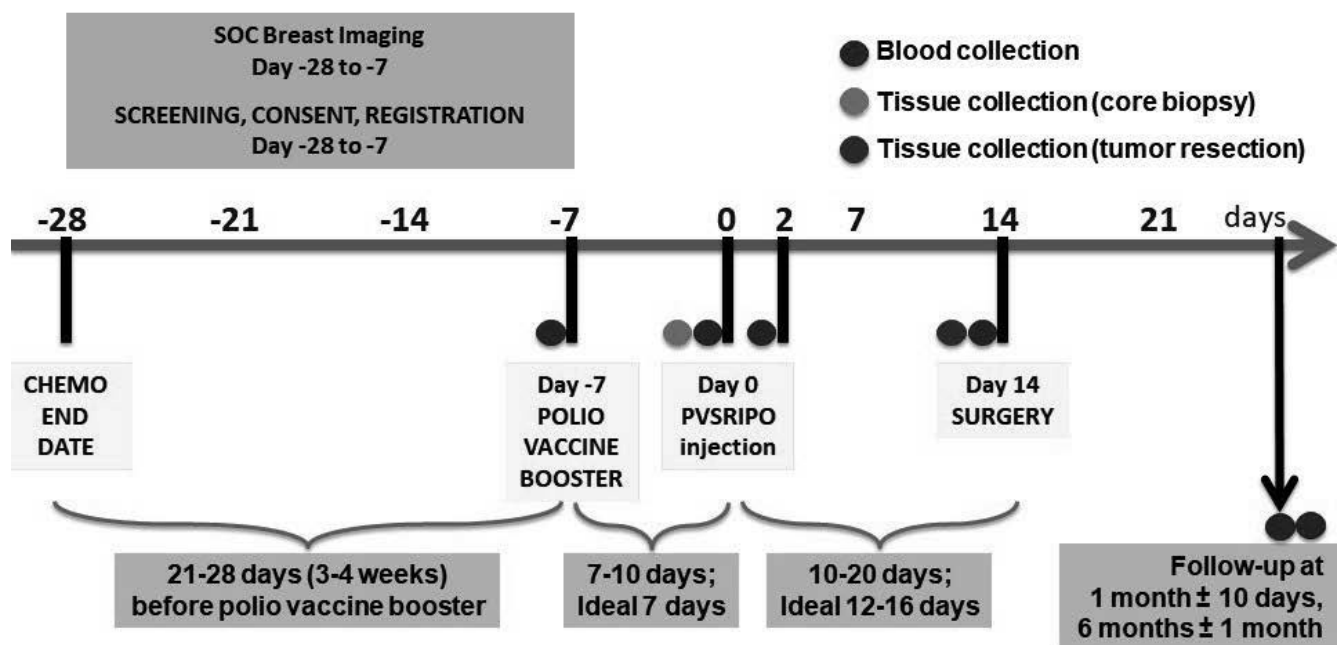 SOC Breast Imaging
Day -28 to -7
SCREENING, CONSENT, REGISTRATION
Day -28 to -7
Blood collection
Tissue collection (core biopsy)
Tissue collection (tumor resection)
-28 -21 -14 -7 0 2 7 14 21 days
CHEMO
END
DATE
Day -7
POLIO
VACCINE
BOOSTER
Day 0
PVSRIPO
injection
Day 14
SURGERY
21-28 days (3-4 weeks)
before polio vaccine booster
7-10 days;
Ideal 7 days
10-20 days;
Ideal 12-16 days
Follow-up at
1 month ± 10 days,
6 months ± 1 month